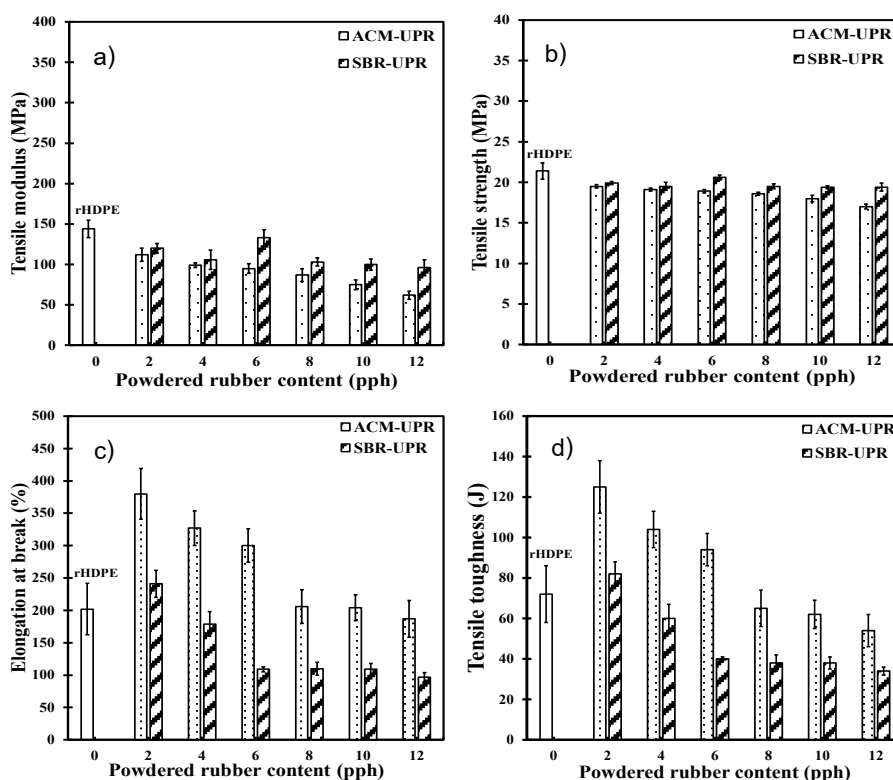 a)
ACM-UPR
SBR-UPR
Tensile modulus (MPa)
400
350
300
250
200
150
100
50
0
rHDPE
0 2 4 6 8 10 12
Powdered rubber content (pph)
b)
ACM-UPR
SBR-UPR
Tensile strength (MPa)
40
35
30
25
20
15
10
5
0
rHDPE
0 2 4 6 8 10 12
Powdered rubber content (pph)
c)
ACM-UPR
SBR-UPR
Elongation at break (%)
500
450
400
350
300
250
200
150
100
50
0
rHDPE
0 2 4 6 8 10 12
Powdered rubber content (pph)
d)
ACM-UPR
SBR-UPR
Tensile toughness (J)
160
140
120
100
80
60
40
20
0
rHDPE
0 2 4 6 8 10 12
Powdered rubber content (pph)